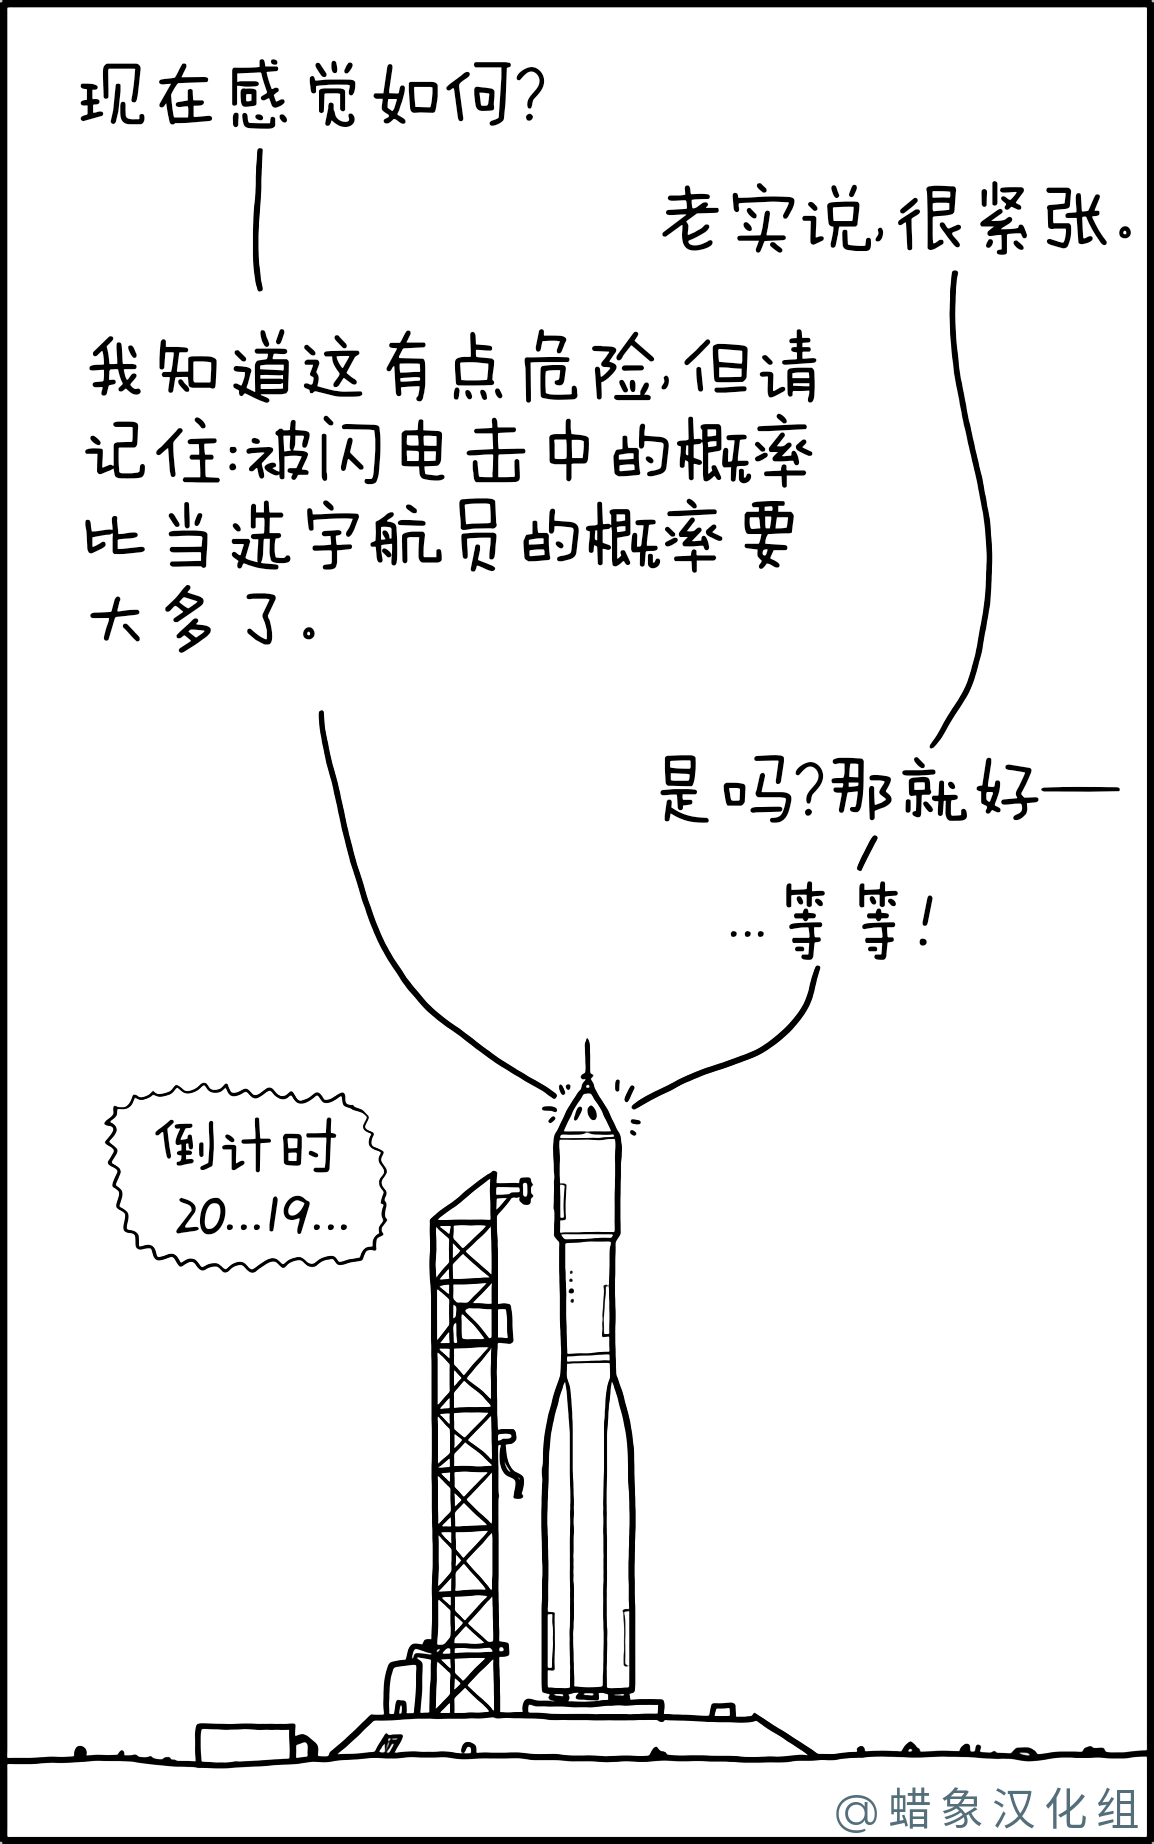 现在感觉如何?
老实说,很紧张。
我知道这有点危险,但请
记住:被闪电击中的概率
比当选宇航员的概率要
大多了。
是吗?那就好——
…等等!
倒计时
20...19...
@蜡象汉化组